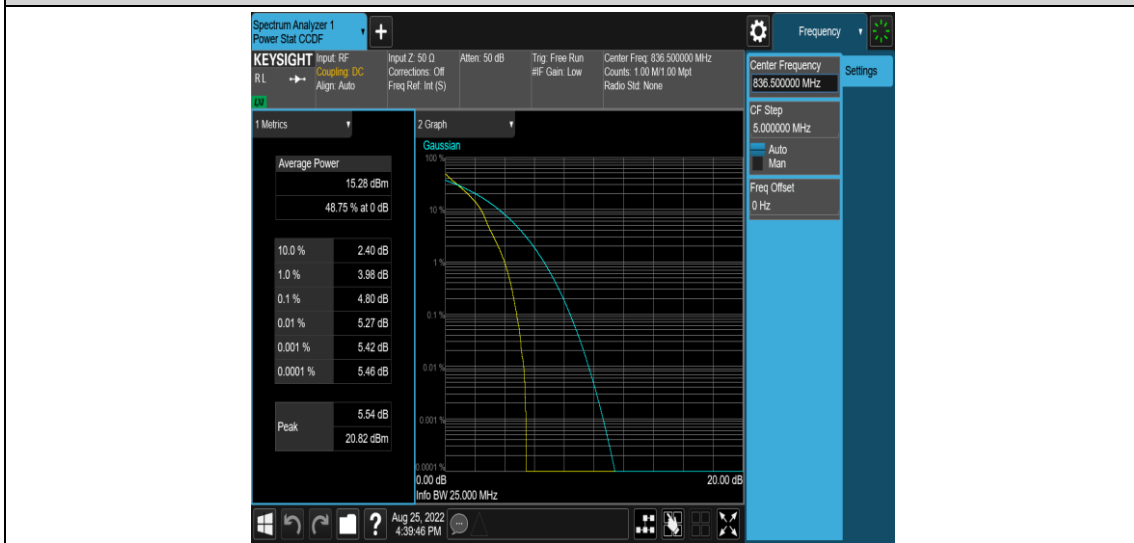 Spectrum Analyzer 1
Power Stat CCDF
+
Frequency
KEYSIGHT
RL
Input: RF
Coupling: DC
Align: Auto
Input Z: 50 Ω
Corrections: Off
Freq Ref: Int (S)
Atten: 50 dB
Trig: Free Run
#IF Gain: Low
Center Freq: 836.500000 MHz
Counts: 1.00 M/1.00 Mpt
Radio Std: None
Center Frequency
836.500000 MHz
Settings
CF Step
5.000000 MHz
Auto
Man
Freq Offset
0 Hz
1 Metrics
Average Power
15.28 dBm
48.75 % at 0 dB
10.0 % 2.40 dB
1.0 % 3.98 dB
0.1 % 4.80 dB
0.01 % 5.27 dB
0.001 % 5.42 dB
0.0001 % 5.46 dB
Peak
5.54 dB
20.82 dBm
2 Graph
Gaussian
100 %
10 %
1 %
0.1 %
0.01 %
0.001 %
0.0001 %
0.00 dB 20.00 dB
Info BW 25.000 MHz
?
Aug 25, 2022
4:39:46 PM